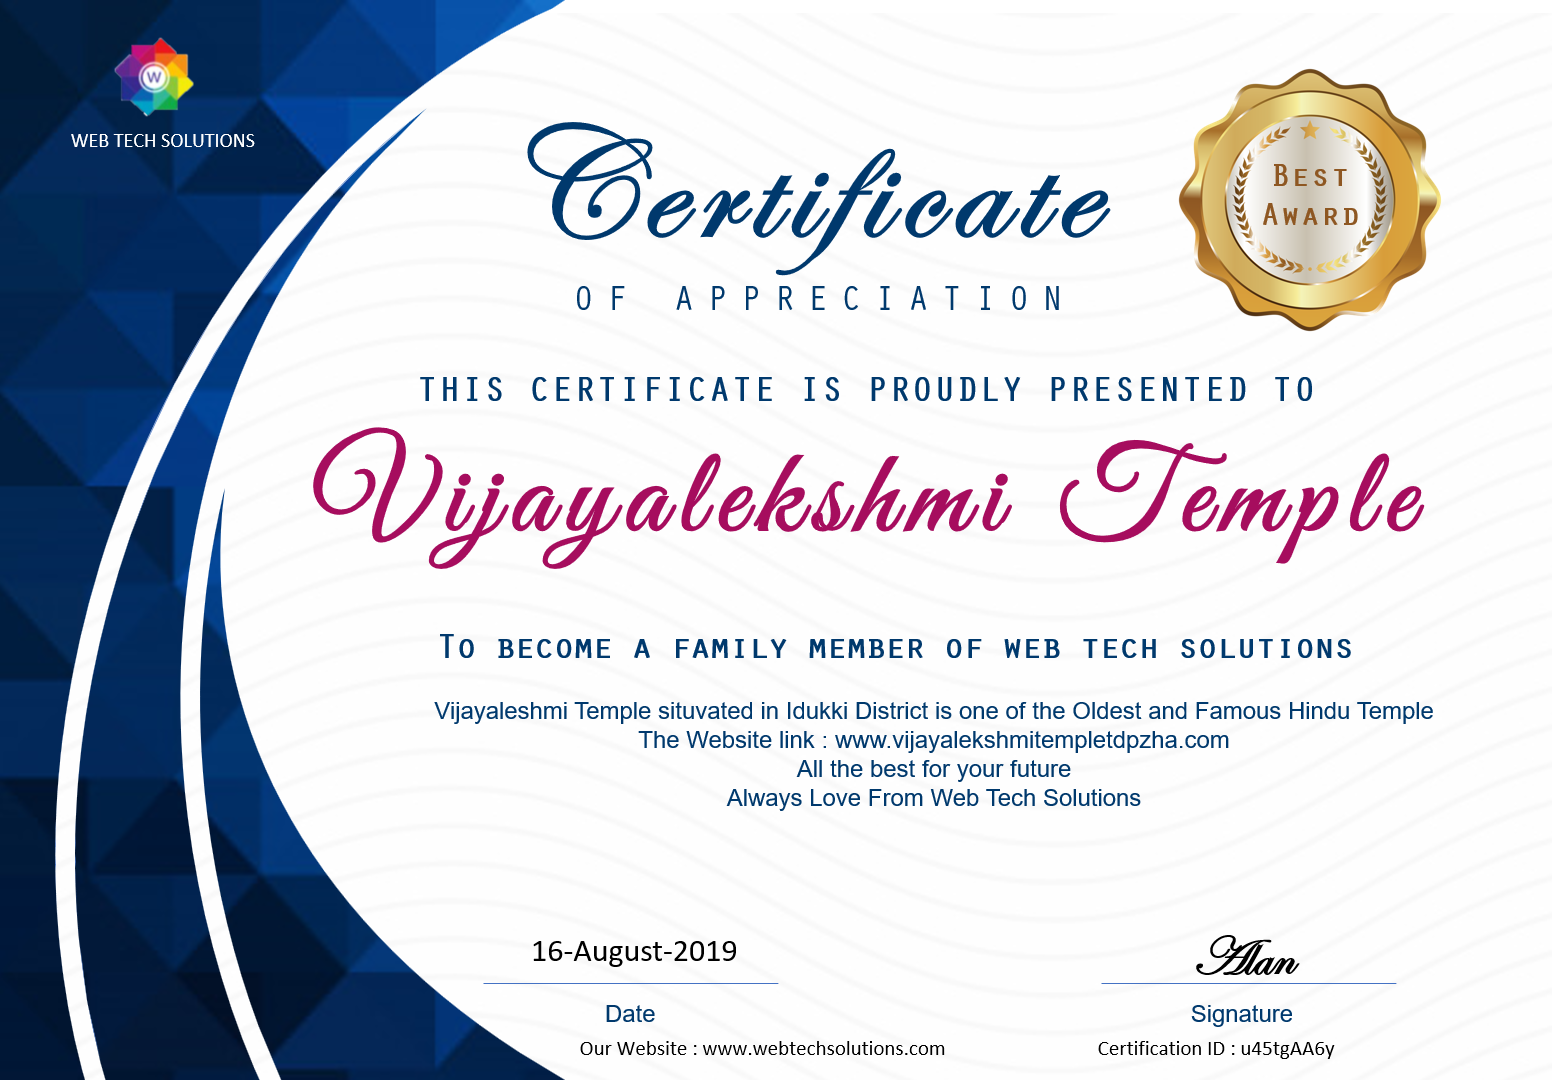 W
WEB TECH SOLUTIONS
Certificate
OF APPRECIATION
BEST
AWARD
THIS CERTIFICATE IS PROUDLY PRESENTED TO
Vijayalekshmi Temple
TO BECOME A FAMILY MEMBER OF WEB TECH SOLUTIONS
Vijayaleshmi Temple situvated in Idukki District is one of the Oldest and Famous Hindu Temple
The Website link : www.vijayalekshmitempletdpzha.com
All the best for your future
Always Love From Web Tech Solutions
16-August-2019
Alan
Date
Signature
Our Website : www.webtechsolutions.com
Certification ID : u45tgAA6y